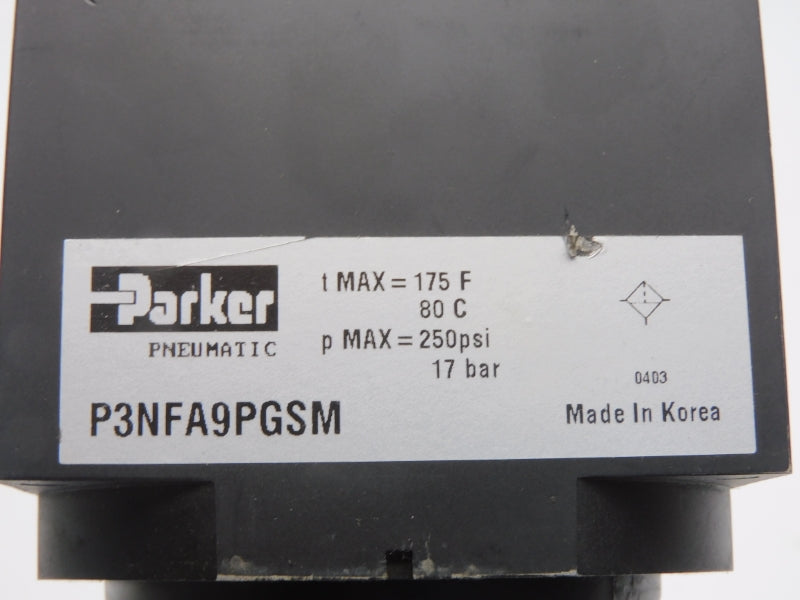 Parker
PNEUMATIC
t MAX = 175 F
80 C
p MAX = 250psi
17 bar
P3NFA9PGSM
0403
Made In Korea